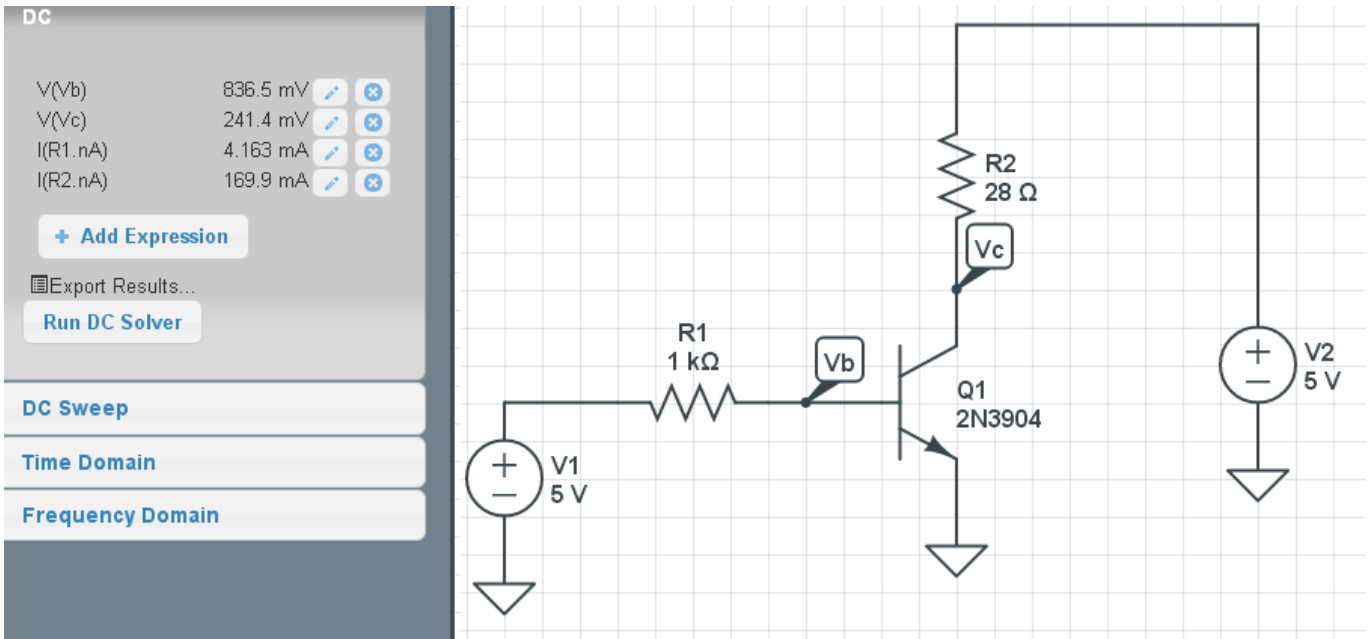 DC
V(Vb) 836.5 mV
V(Vc) 241.4 mV
I(R1.nA) 4.163 mA
I(R2.nA) 169.9 mA
+ Add Expression
Export Results...
Run DC Solver
DC Sweep
Time Domain
Frequency Domain
R2
28 Ω
Vc
R1
1 kΩ
Vb
Q1
2N3904
V1
5 V
V2
5 V